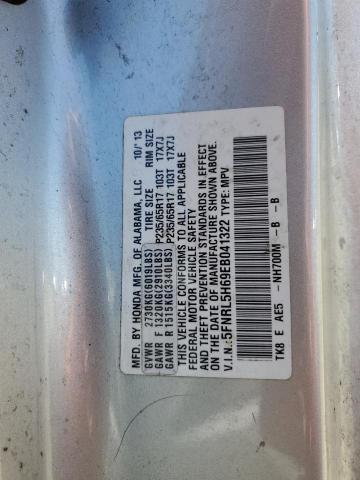 MFD. BY HONDA MFG. OF ALABAMA, LLC 10/ 13
TIRE SIZE RIM SIZE
GVWR 2730KG(6019LBS)
GAWR F 1320KG(2910LBS) P235/65R17 103T 17X7J
GAWR R 1515KG(3340LBS) P235/65R17 103T 17X7J
THIS VEHICLE CONFORMS TO ALL APPLICABLE
FEDERAL MOTOR VEHICLE SAFETY
AND THEFT PREVENTION STANDARDS IN EFFECT
ON THE DATE OF MANUFACTURE SHOWN ABOVE.
V.I.N.:5FNRL5H69EB041322 TYPE: MPV
TK8 E AE5 -NH700M -B -B